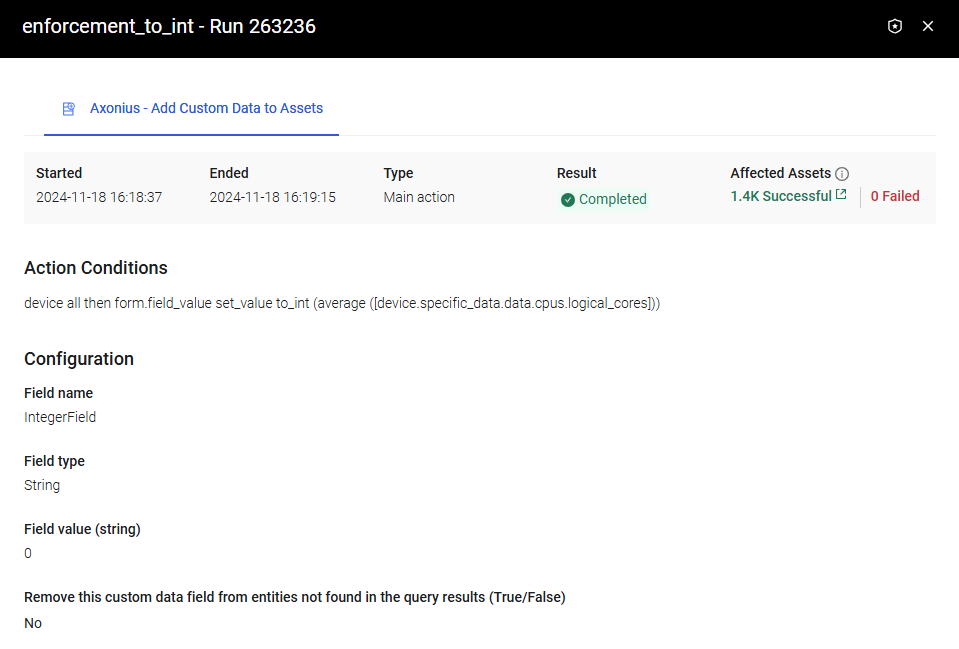 enforcement_to_int - Run 263236
Axonius - Add Custom Data to Assets
Started Ended Type Result Affected Assets
2024-11-18 16:18:37 2024-11-18 16:19:15 Main action Completed 1.4K Successful 0 Failed
Action Conditions
device all then form.field_value set_value to_int (average ([device.specific_data.data.cpus.logical_cores]))
Configuration
Field name
IntegerField
Field type
String
Field value (string)
0
Remove this custom data field from entities not found in the query results (True/False)
No